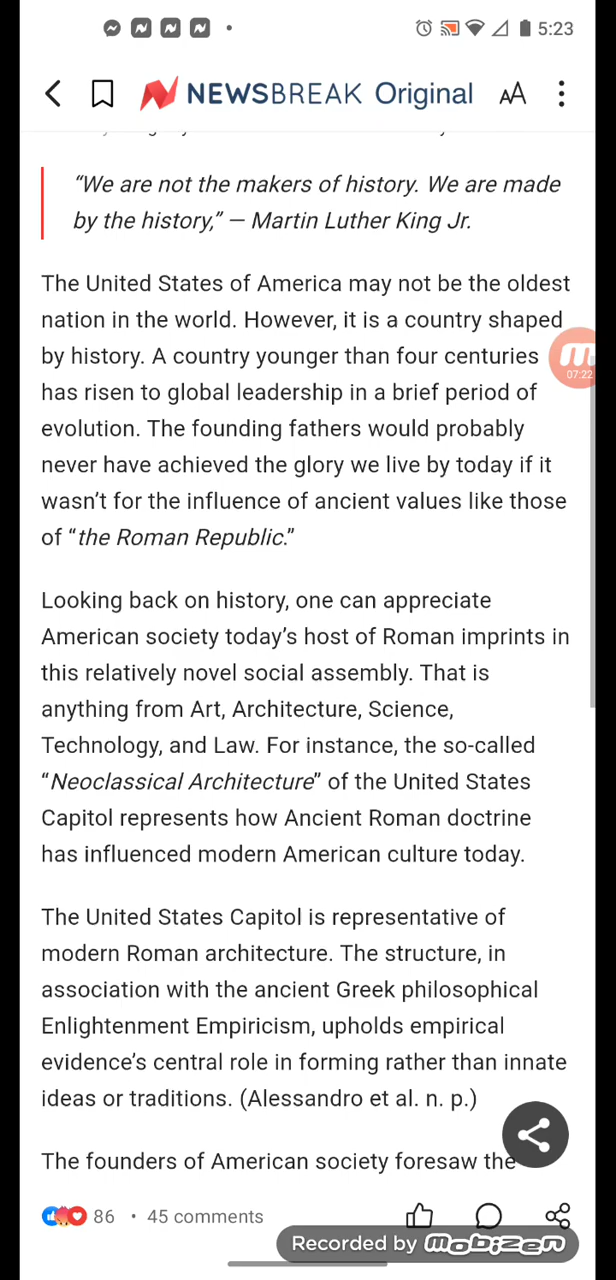 5:23
NEWSBREAK Original AA
“We are not the makers of history. We are made
by the history,” — Martin Luther King Jr.
The United States of America may not be the oldest
nation in the world. However, it is a country shaped
by history. A country younger than four centuries
07:22
has risen to global leadership in a brief period of
evolution. The founding fathers would probably
never have achieved the glory we live by today if it
wasn’t for the influence of ancient values like those
of “the Roman Republic.”
Looking back on history, one can appreciate
American society today’s host of Roman imprints in
this relatively novel social assembly. That is
anything from Art, Architecture, Science,
Technology, and Law. For instance, the so-called
“Neoclassical Architecture” of the United States
Capitol represents how Ancient Roman doctrine
has influenced modern American culture today.
The United States Capitol is representative of
modern Roman architecture. The structure, in
association with the ancient Greek philosophical
Enlightenment Empiricism, upholds empirical
evidence’s central role in forming rather than innate
ideas or traditions. (Alessandro et al. n. p.)
The founders of American society foresaw the
86 • 45 comments
Recorded by mobizen